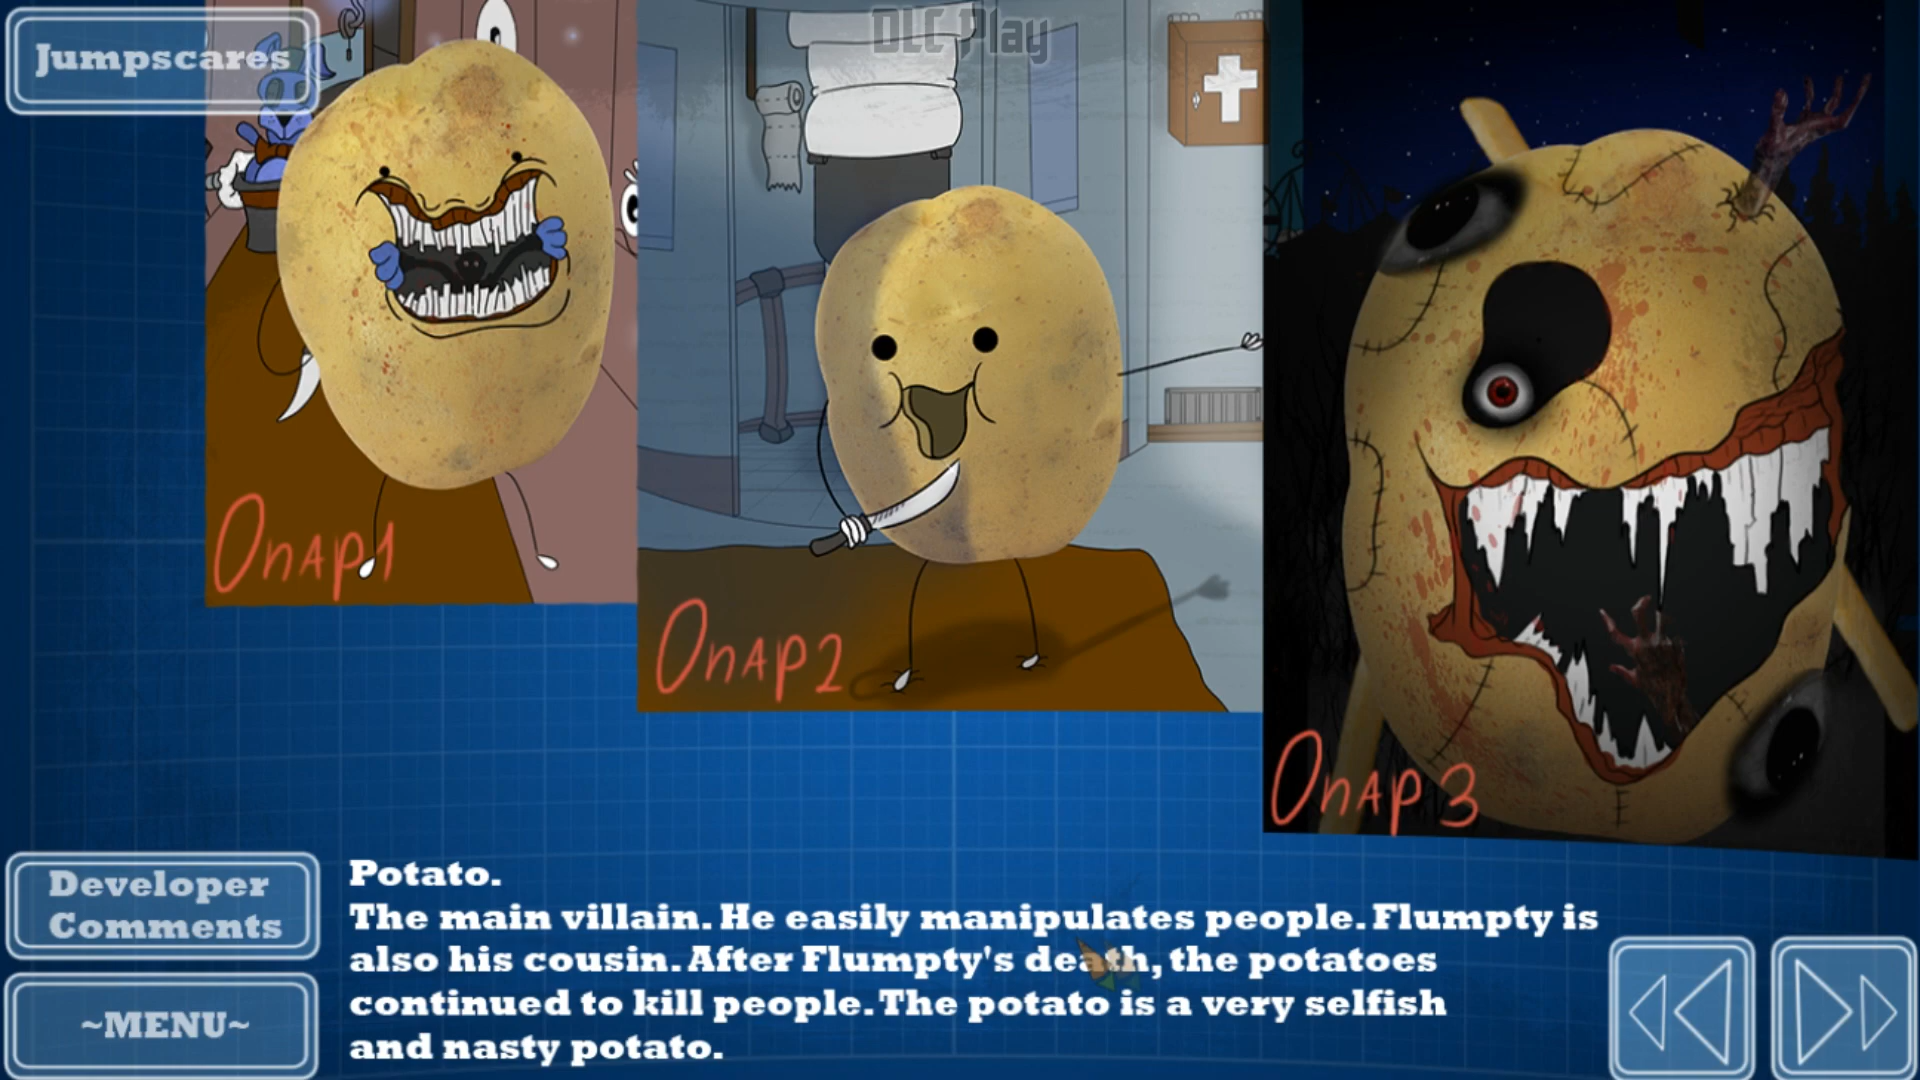 Jumpscares
DLC Play
Onap1
Onap2
Onap 3
Developer
Comments
~MENU~
Potato.
The main villain. He easily manipulates people. Flumpty is
also his cousin. After Flumpty's death, the potatoes
continued to kill people. The potato is a very selfish
and nasty potato.